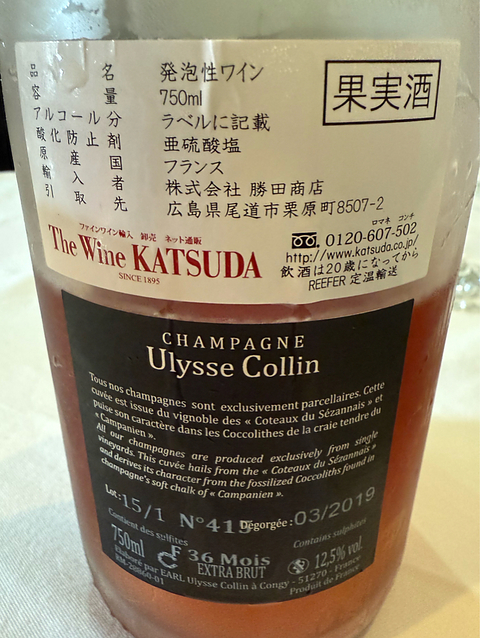 品名 発泡性ワイン
容量 750ml
アルコール分 ラベルに記載
酸化防止剤 亜硫酸塩
原産国 フランス
輸入者 株式会社 勝田商店
引取先 広島県尾道市栗原町8507-2
果実酒
ファインワイン輸入 卸売 ネット通販
The Wine KATSUDA
SINCE 1895
ロマネ コンチ
0120-607-502
http://www.katsuda.co.jp/
飲酒は20歳になってから
REEFER 定温輸送
CHAMPAGNE
Ulysse Collin
Tous nos champagnes sont exclusivement parcellaires. Cette
cuvée est issue du vignoble des « Coteaux du Sézannais » et
puise son caractère dans les Coccolithes de la craie tendre du
« Campanien ».
All our champagnes are produced exclusively from single
vineyards. This cuvée hails from the « Coteaux du Sézannais »
and derives its character from the fossilized Coccoliths found in
champagne's soft chalk of « Campanien ».
Lot: 15/1 N°415 Dégorgée: 03/2019
Contient des sulfites Contains sulphites
750ml F 36 Mois 12,5% vol.
EXTRA BRUT
Elaboré par EARL Ulysse Collin à Congy - 51270 - France
RM-28860-01 Produit de France